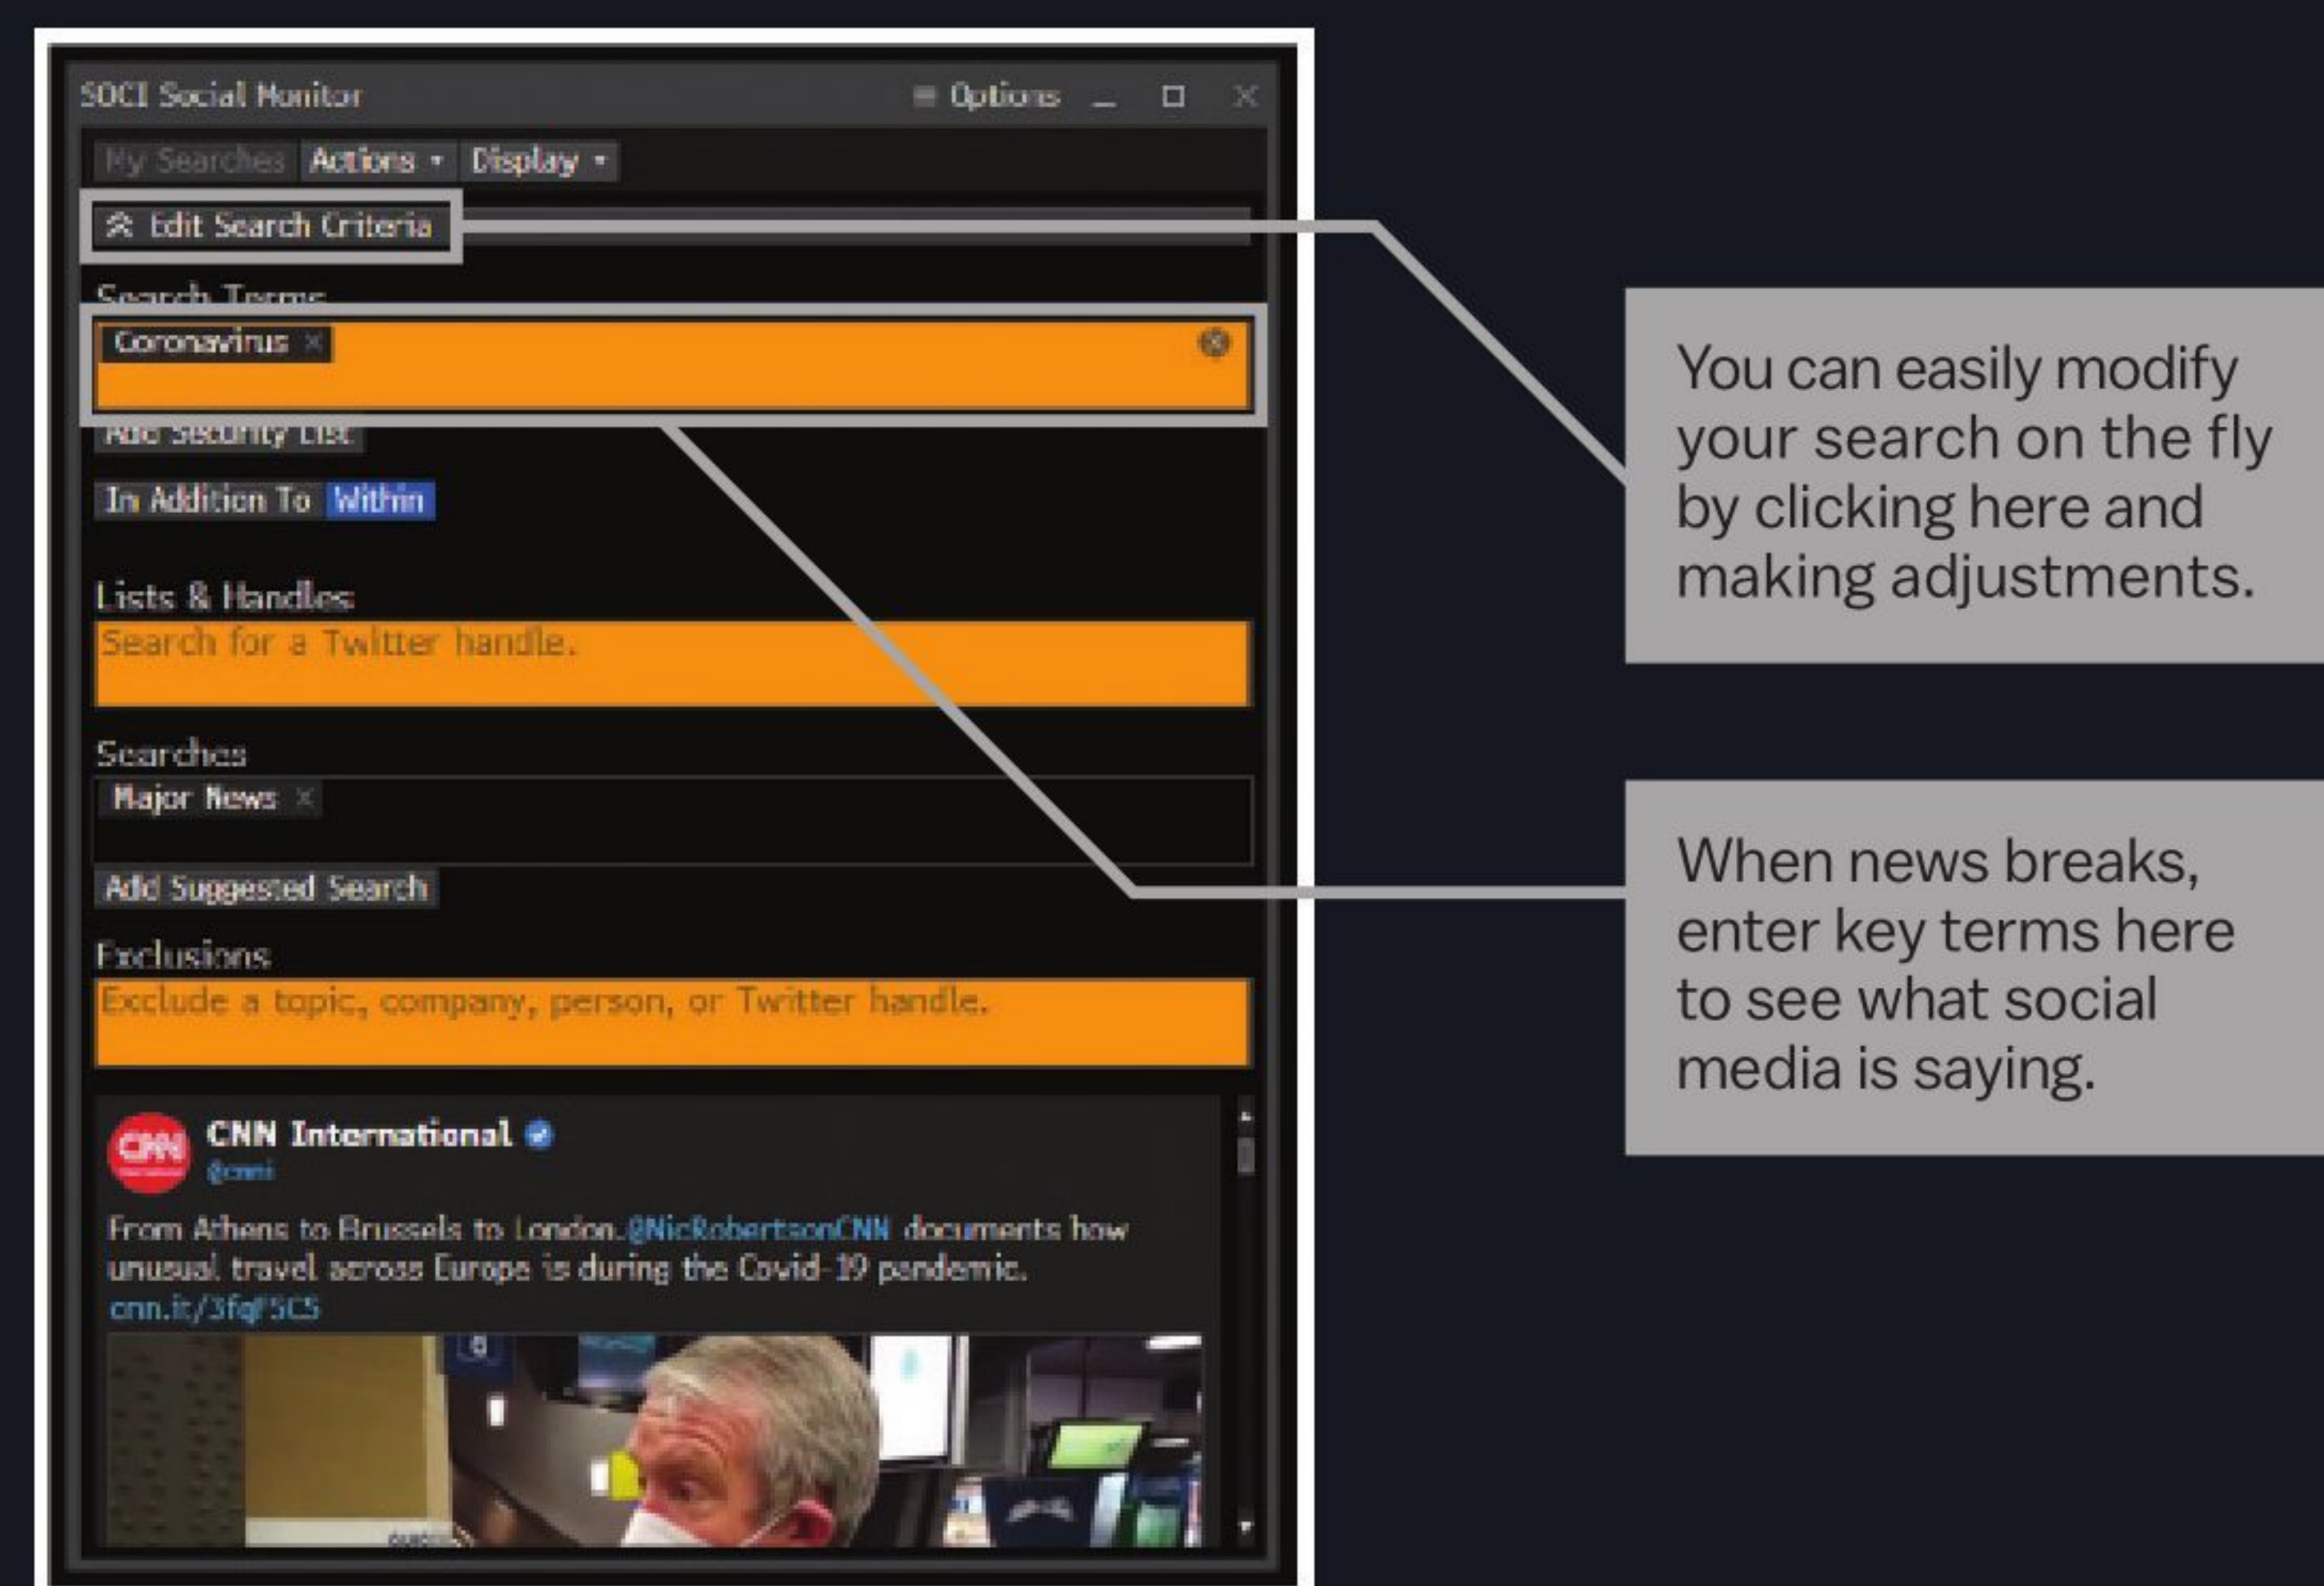 SOCI Social Monitor
Options
My Searches Actions Display
Edit Search Criteria
Search Terms
Coronavirus ×
Add Security List
In Addition To Within
Lists & Handles
Search for a Twitter handle.
Searches
Major News ×
Add Suggested Search
Exclusions
Exclude a topic, company, person, or Twitter handle.
CNN
CNN International
@cnni
From Athens to Brussels to London.@NicRobertsonCNN documents how
unusual travel across Europe is during the Covid-19 pandemic.
You can easily modify
your search on the fly
by clicking here and
making adjustments.
When news breaks,
enter key terms here
to see what social
media is saying.